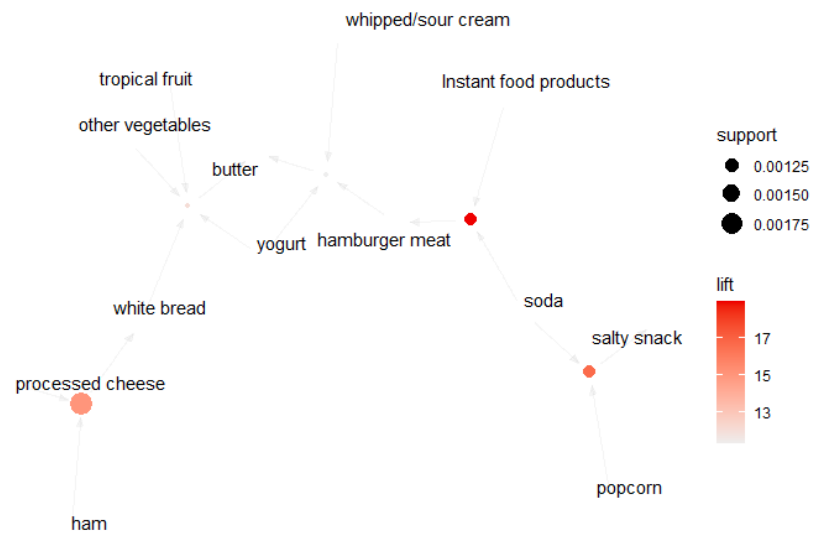 whipped/sour cream
tropical fruit
Instant food products
other vegetables
butter
yogurt
hamburger meat
white bread
soda
salty snack
processed cheese
popcorn
ham
support
0.00125
0.00150
0.00175
lift
17
15
13